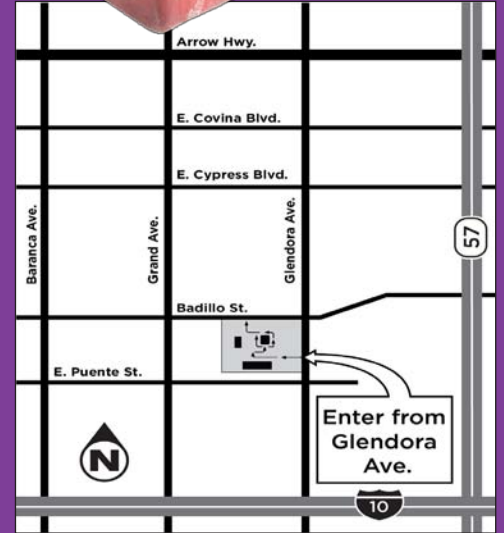 Arrow Hwy.
E. Covina Blvd.
E. Cypress Blvd.
Baranca Ave.
Grand Ave.
Glendora Ave.
57
Badillo St.
E. Puente St.
N
Enter from
Glendora
Ave.
10